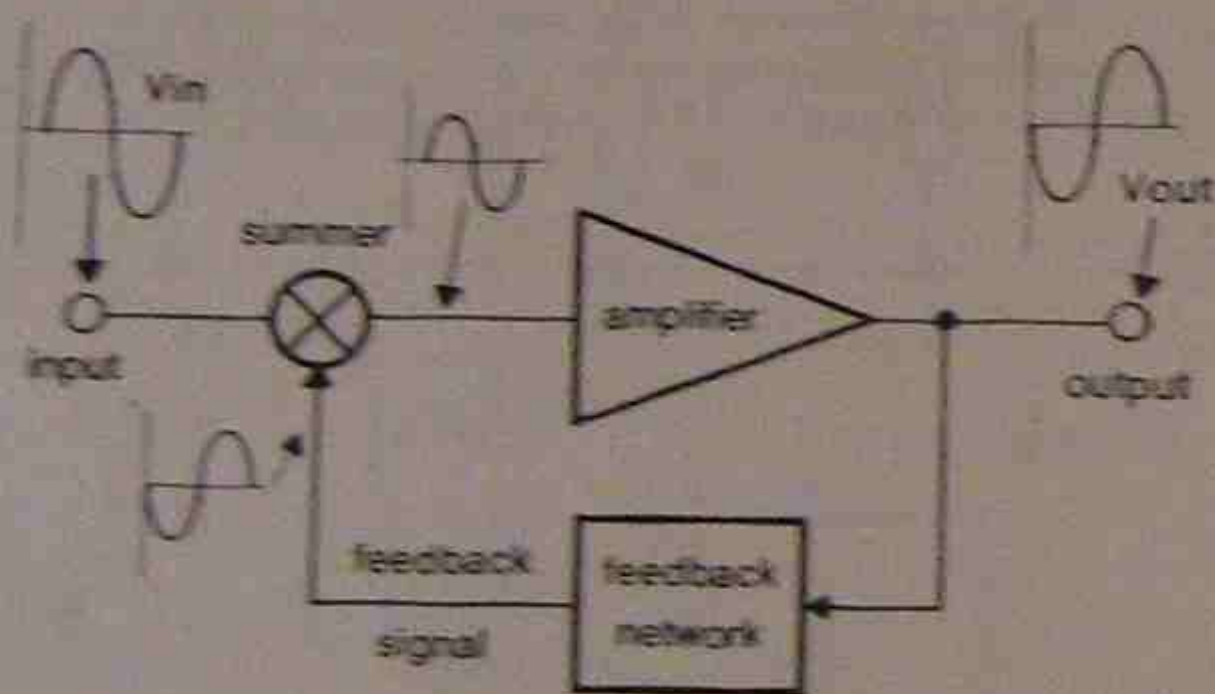 Vin
Vout
summer
amplifier
input
output
feedback
signal
feedback
network